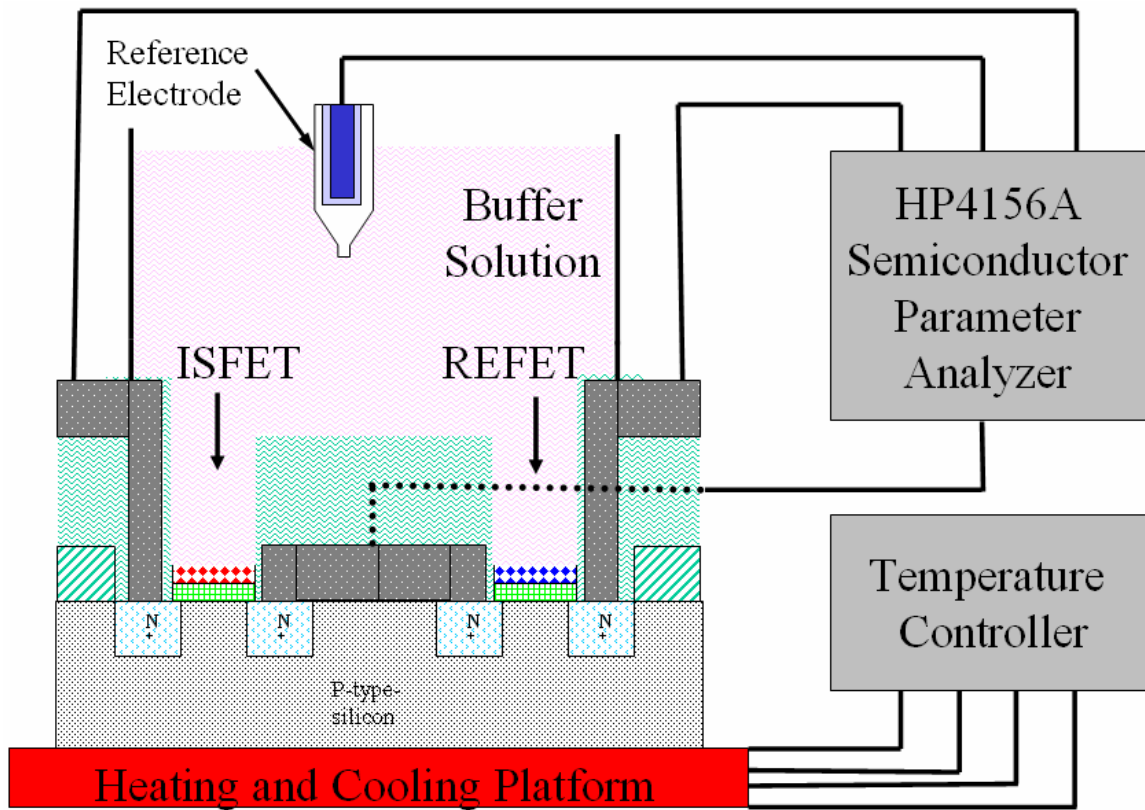 Reference
Electrode
Buffer
Solution
HP4156A
Semiconductor
Parameter
Analyzer
ISFET
REFET
Temperature
Controller
N
+
N
+
N
+
N
+
P-type-
silicon
Heating and Cooling Platform